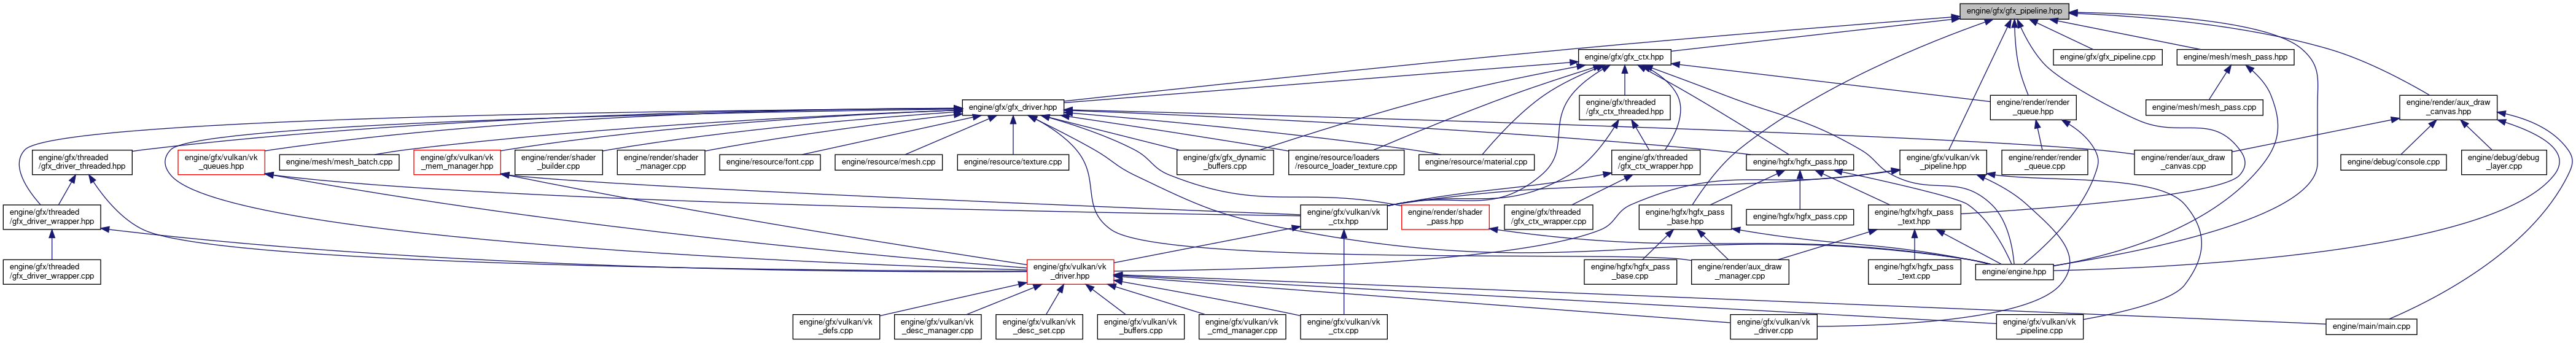 engine/gfx/gfx_pipeline.hpp
engine/gfx/gfx_ctx.hpp
engine/gfx/gfx_pipeline.cpp
engine/mesh/mesh_pass.hpp
engine/gfx/gfx_driver.hpp
engine/gfx/threaded
/gfx_ctx_threaded.hpp
engine/render/render
_queue.hpp
engine/mesh/mesh_pass.cpp
engine/render/aux_draw
_canvas.hpp
engine/gfx/threaded
/gfx_driver_threaded.hpp
engine/gfx/vulkan/vk
_queues.hpp
engine/mesh/mesh_batch.cpp
engine/gfx/vulkan/vk
_mem_manager.hpp
engine/render/shader
_builder.cpp
engine/render/shader
_manager.cpp
engine/resource/font.cpp
engine/resource/mesh.cpp
engine/resource/texture.cpp
engine/gfx/gfx_dynamic
_buffers.cpp
engine/resource/loaders
/resource_loader_texture.cpp
engine/resource/material.cpp
engine/gfx/threaded
/gfx_ctx_wrapper.hpp
engine/hgfx/hgfx_pass.hpp
engine/gfx/vulkan/vk
_pipeline.hpp
engine/render/render
_queue.cpp
engine/render/aux_draw
_canvas.cpp
engine/debug/console.cpp
engine/debug/debug
_layer.cpp
engine/gfx/threaded
/gfx_driver_wrapper.hpp
engine/gfx/vulkan/vk
_ctx.hpp
engine/render/shader
_pass.hpp
engine/gfx/threaded
/gfx_ctx_wrapper.cpp
engine/hgfx/hgfx_pass
_base.hpp
engine/hgfx/hgfx_pass.cpp
engine/hgfx/hgfx_pass
_text.hpp
engine/gfx/threaded
/gfx_driver_wrapper.cpp
engine/gfx/vulkan/vk
_driver.hpp
engine/hgfx/hgfx_pass
_base.cpp
engine/render/aux_draw
_manager.cpp
engine/hgfx/hgfx_pass
_text.cpp
engine/engine.hpp
engine/gfx/vulkan/vk
_defs.cpp
engine/gfx/vulkan/vk
_desc_manager.cpp
engine/gfx/vulkan/vk
_desc_set.cpp
engine/gfx/vulkan/vk
_buffers.cpp
engine/gfx/vulkan/vk
_cmd_manager.cpp
engine/gfx/vulkan/vk
_ctx.cpp
engine/gfx/vulkan/vk
_driver.cpp
engine/gfx/vulkan/vk
_pipeline.cpp
engine/main/main.cpp